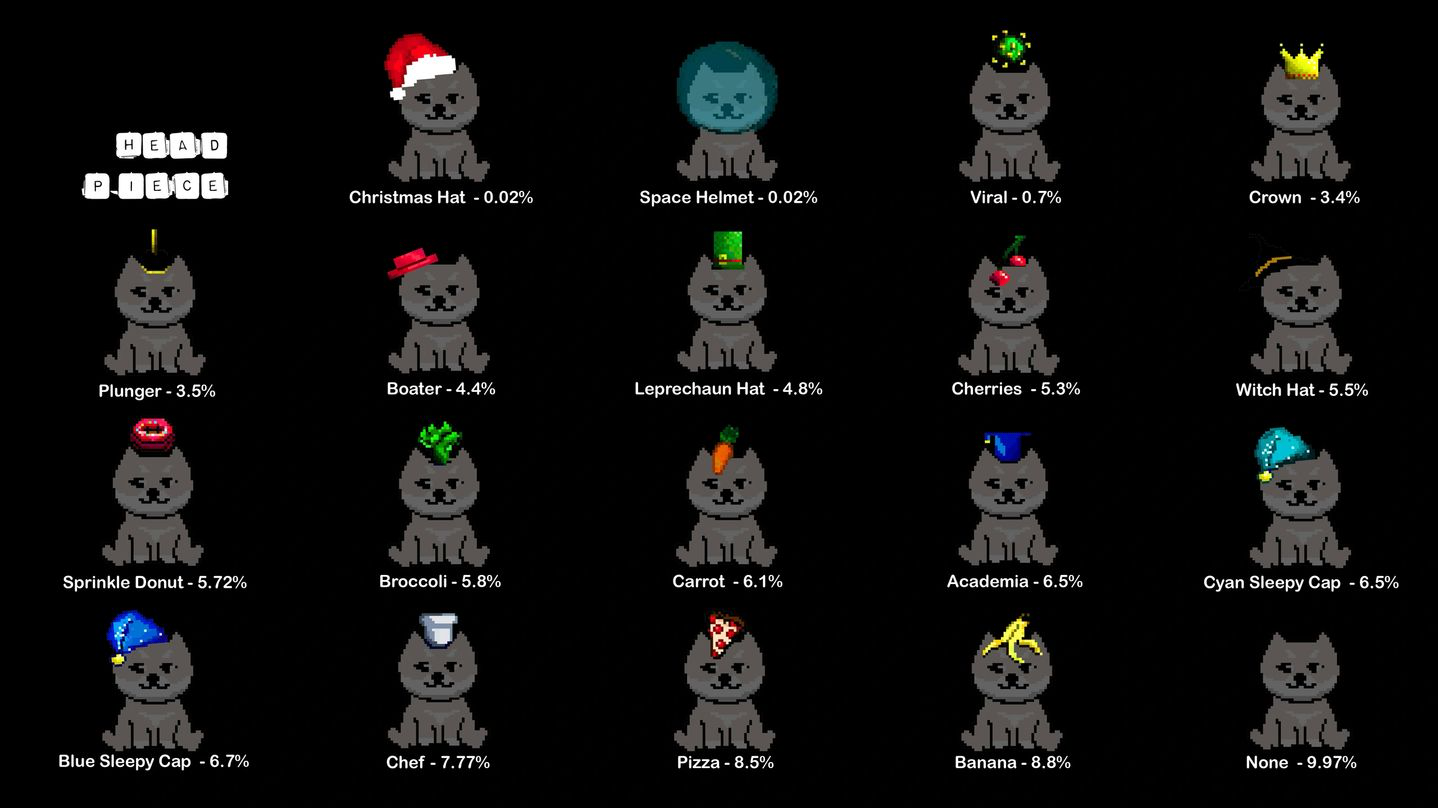 HEAD
PIECE
Christmas Hat - 0.02%
Space Helmet - 0.02%
Viral - 0.7%
Crown - 3.4%
Plunger - 3.5%
Boater - 4.4%
Leprechaun Hat - 4.8%
Cherries - 5.3%
Witch Hat - 5.5%
Sprinkle Donut - 5.72%
Broccoli - 5.8%
Carrot - 6.1%
Academia - 6.5%
Cyan Sleepy Cap - 6.5%
Blue Sleepy Cap - 6.7%
Chef - 7.77%
Pizza - 8.5%
Banana - 8.8%
None - 9.97%